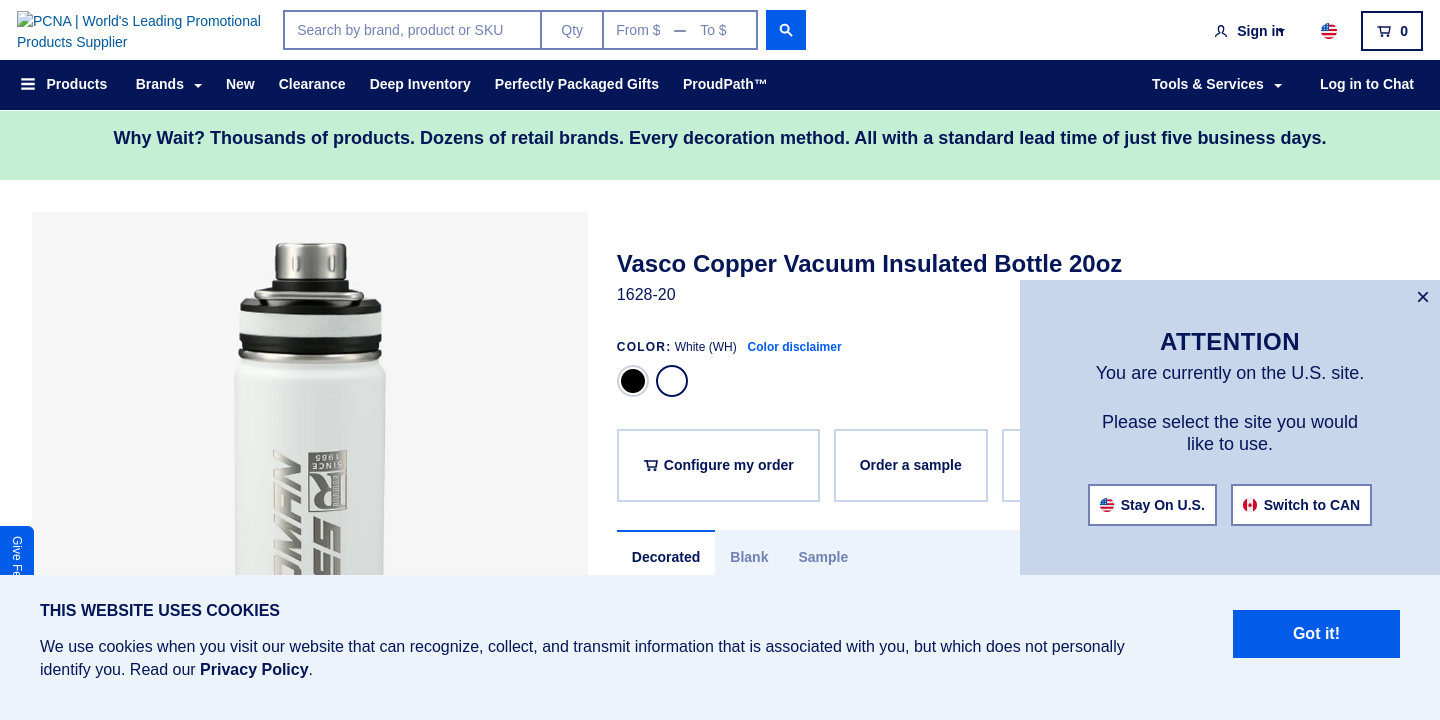 PCNA | World's Leading Promotional
Products Supplier
Search by brand, product or SKU
Qty
From $
To $
Sign in
0
Products
Brands
New
Clearance
Deep Inventory
Perfectly Packaged Gifts
ProudPath™
Tools & Services
Log in to Chat
Why Wait? Thousands of products. Dozens of retail brands. Every decoration method. All with a standard lead time of just five business days.
SINCE
1985
Vasco Copper Vacuum Insulated Bottle 20oz
1628-20
COLOR: White (WH) Color disclaimer
Configure my order
Order a sample
Decorated
Blank
Sample
×
ATTENTION
You are currently on the U.S. site.
Please select the site you would
like to use.
Stay On U.S.
Switch to CAN
Give
THIS WEBSITE USES COOKIES
We use cookies when you visit our website that can recognize, collect, and transmit information that is associated with you, but which does not personally
identify you. Read our Privacy Policy.
Got it!